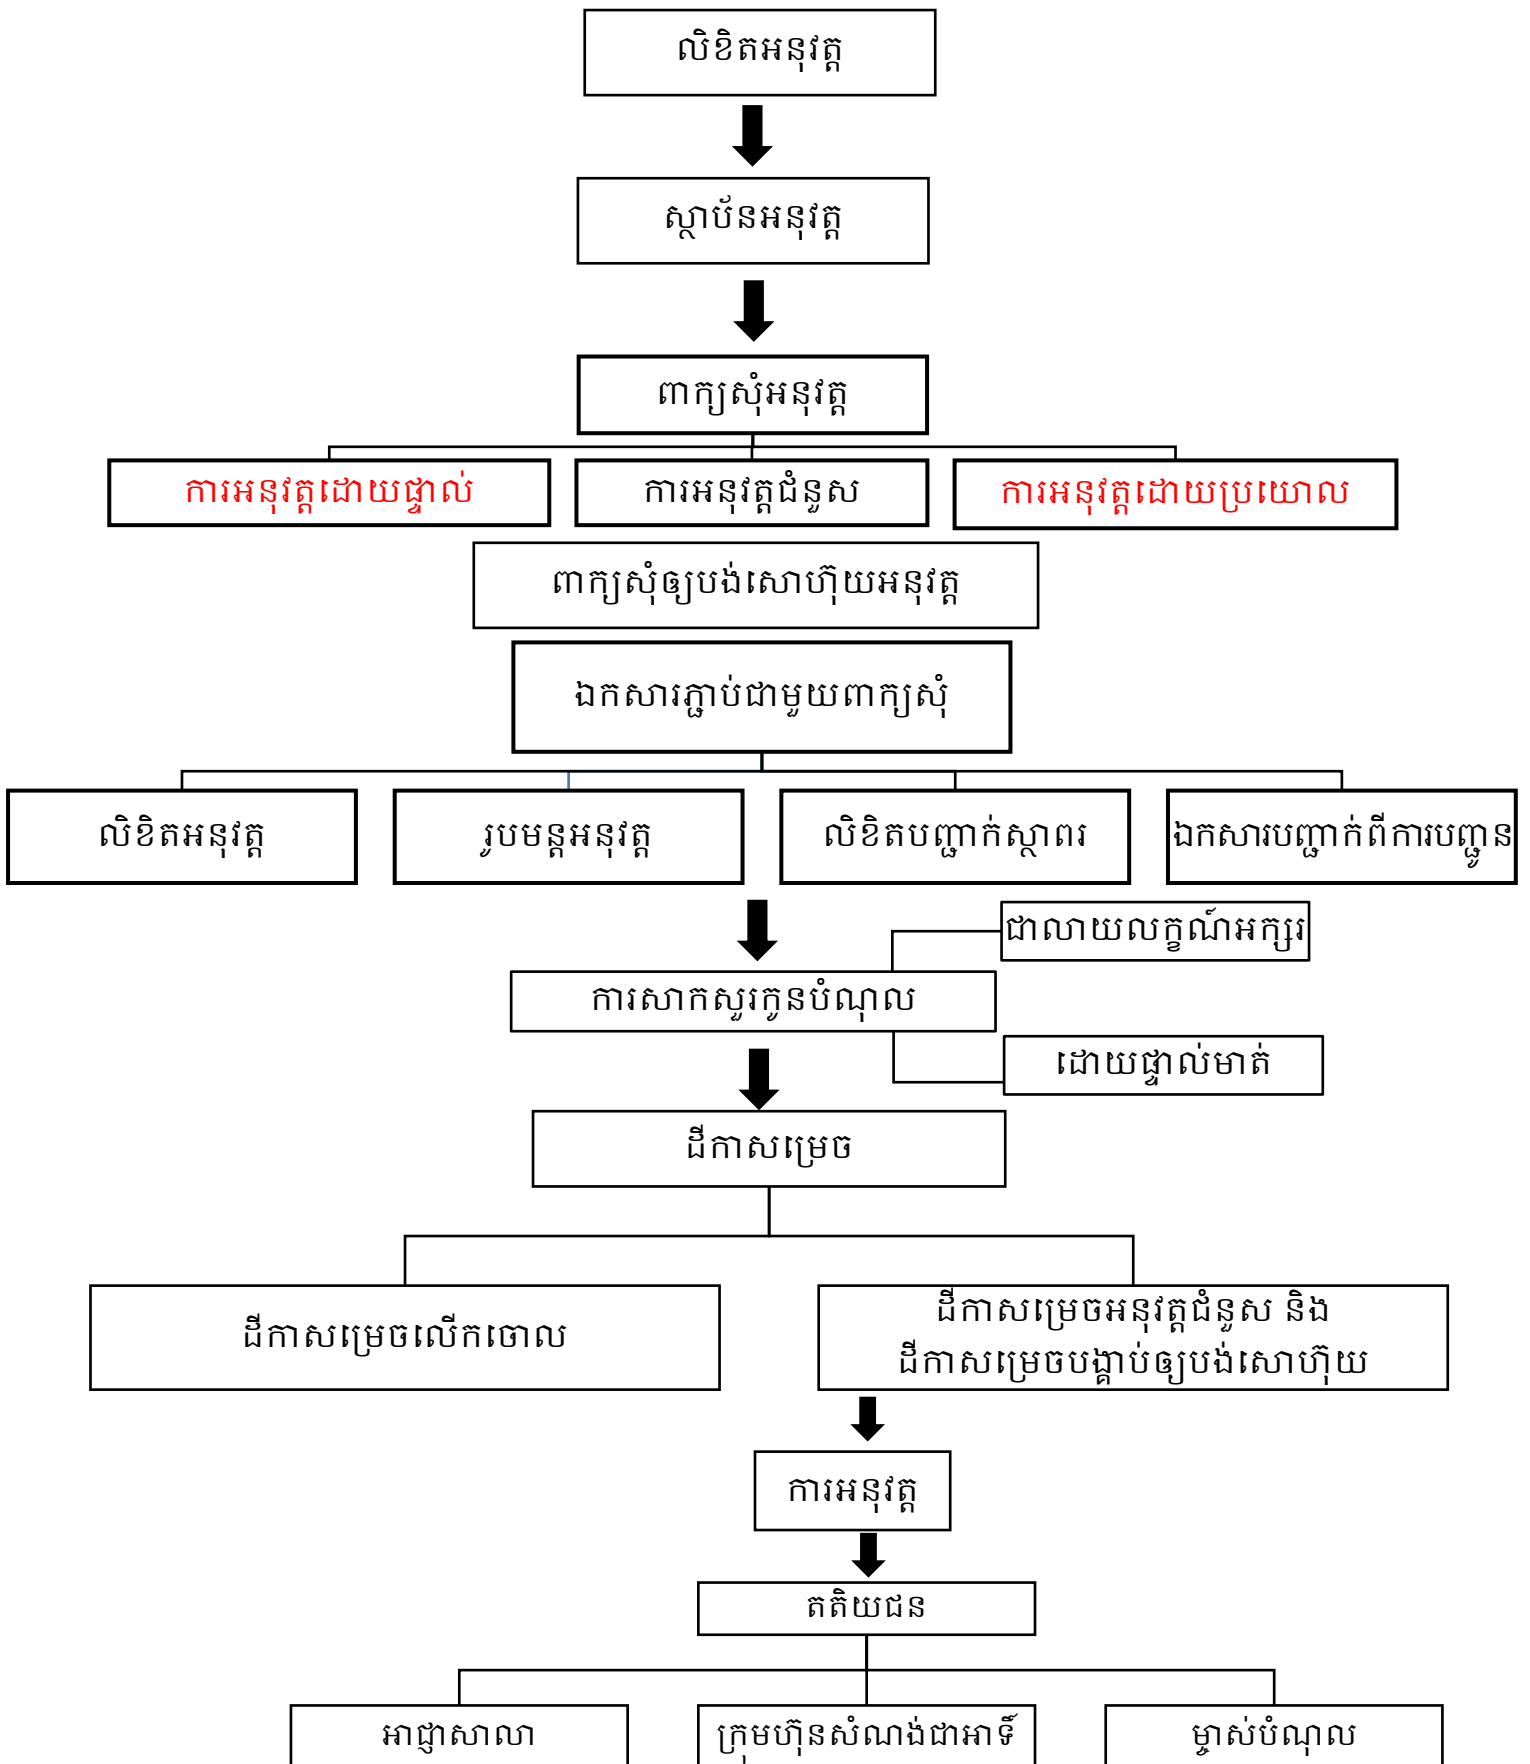 លិខិតអនុវត្ត
ស្ថាប័នអនុវត្ត
ពាក្យសុំអនុវត្ត
ការអនុវត្តដោយផ្ទាល់
ការអនុវត្តជំនួស
ការអនុវត្តដោយប្រយោល
ពាក្យសុំឲ្យបង់សោហ៊ុយអនុវត្ត
ឯកសារភ្ជាប់ជាមួយពាក្យសុំ
លិខិតអនុវត្ត
រូបមន្តអនុវត្ត
លិខិតបញ្ជាក់ស្ថាពរ
ឯកសារបញ្ជាក់ពីការបញ្ជូន
ជាលាយលក្ខណ៍អក្សរ
ការសាកសួរកូនបំណុល
ដោយផ្ទាល់មាត់
ដីកាសម្រេច
ដីកាសម្រេចលើកចោល
ដីកាសម្រេចអនុវត្តជំនួស និង
ដីកាសម្រេចបង្គាប់ឲ្យបង់សោហ៊ុយ
ការអនុវត្ត
តតិយជន
អាជ្ញាសាលា
ក្រុមហ៊ុនសំណង់ជាអាទិ៍
ម្ចាស់បំណុល